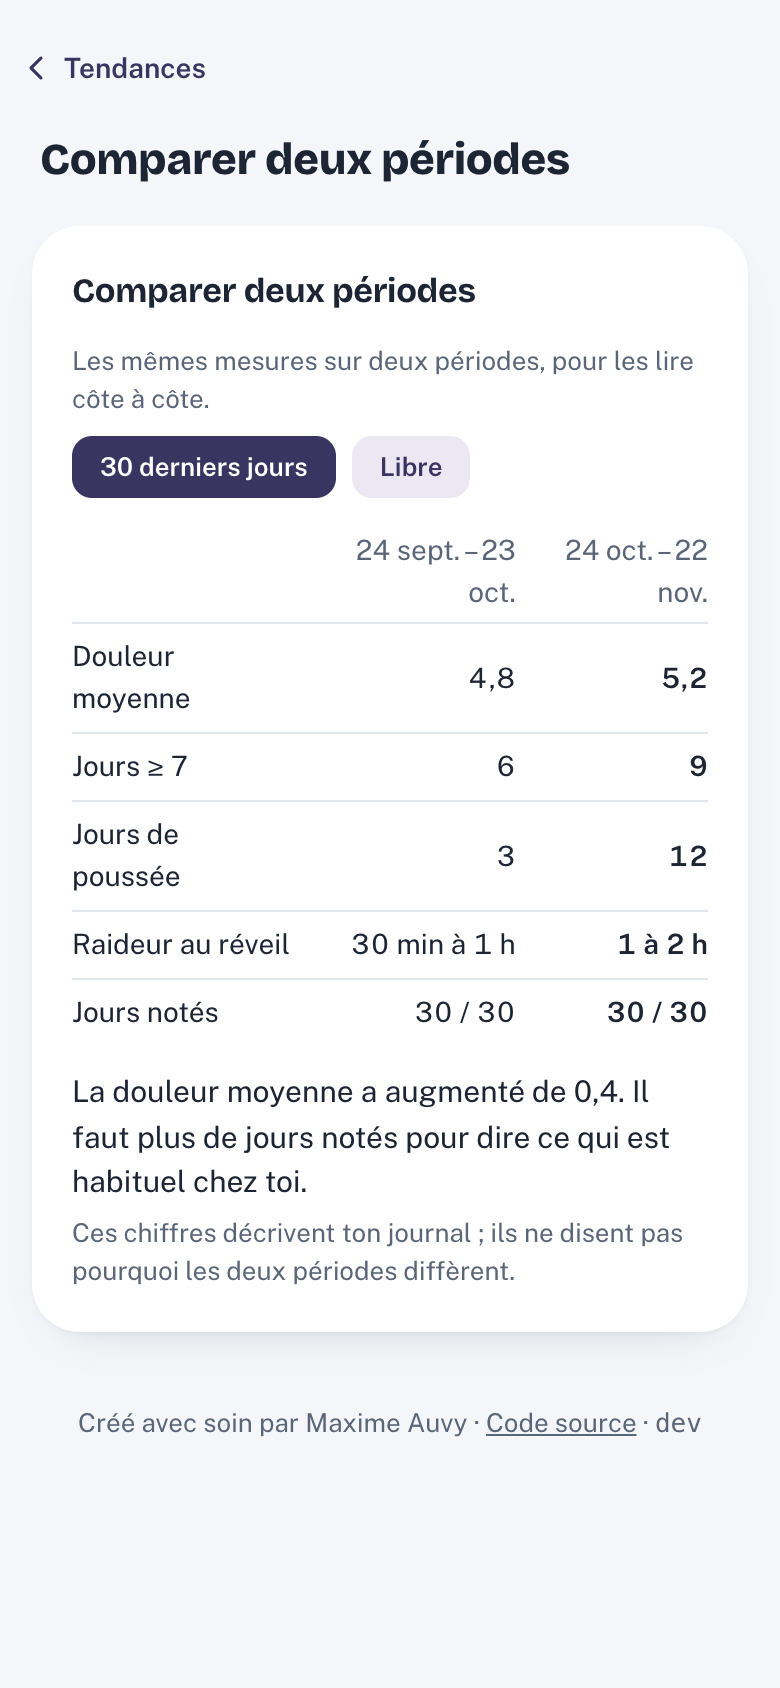 Tendances
Comparer deux périodes
Comparer deux périodes
Les mêmes mesures sur deux périodes, pour les lire
côte à côte.
30 derniers jours Libre
24 sept. – 23 oct. 24 oct. – 22 nov.
Douleur moyenne 4,8 5,2
Jours ≥ 7 6 9
Jours de poussée 3 12
Raideur au réveil 30 min à 1 h 1 à 2 h
Jours notés 30 / 30 30 / 30
La douleur moyenne a augmenté de 0,4. Il
faut plus de jours notés pour dire ce qui est
habituel chez toi.
Ces chiffres décrivent ton journal ; ils ne disent pas
pourquoi les deux périodes diffèrent.
Créé avec soin par Maxime Auvy · Code source · dev